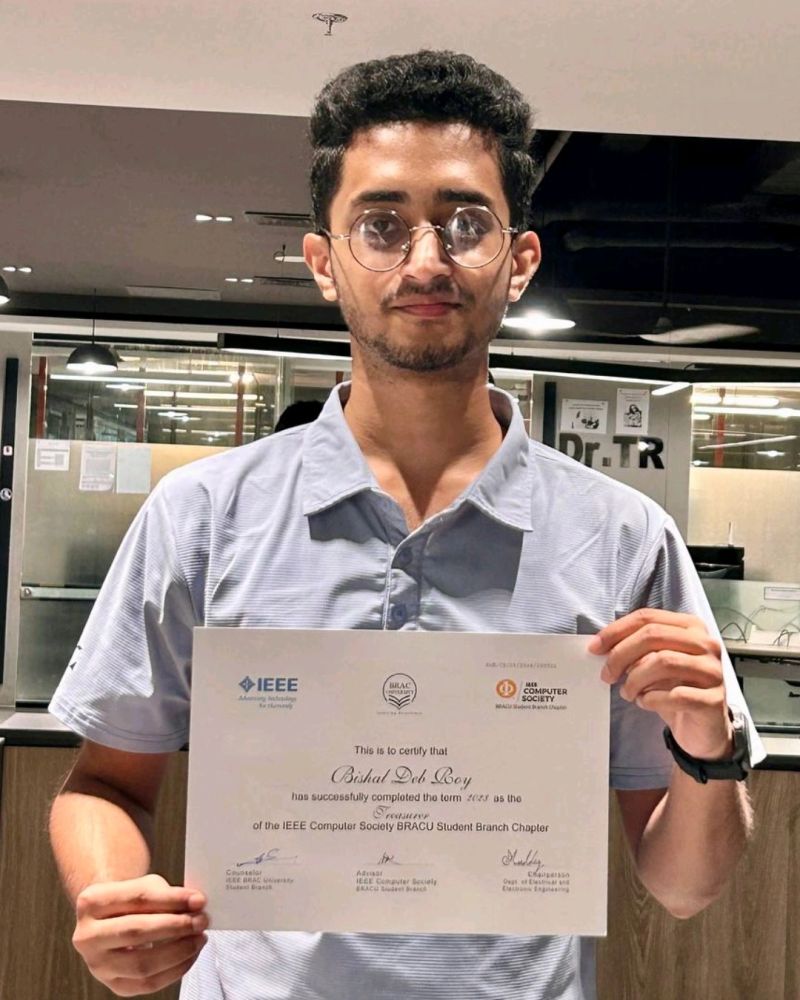 Dr.TR
IEEE
Advancing Technology
for Humanity
BRAC
UNIVERSITY
Inspiring Excellence
IEEE
COMPUTER
SOCIETY
BRACU Student Branch Chapter
This is to certify that
Bishal Deb Roy
has successfully completed the term 2023 as the
Treasurer
of the IEEE Computer Society BRACU Student Branch Chapter
Counselor
IEEE BRAC University
Student Branch
Advisor
IEEE Computer Society
BRACU Student Branch
Chairperson
Dept. of Electrical and
Electronic Engineering